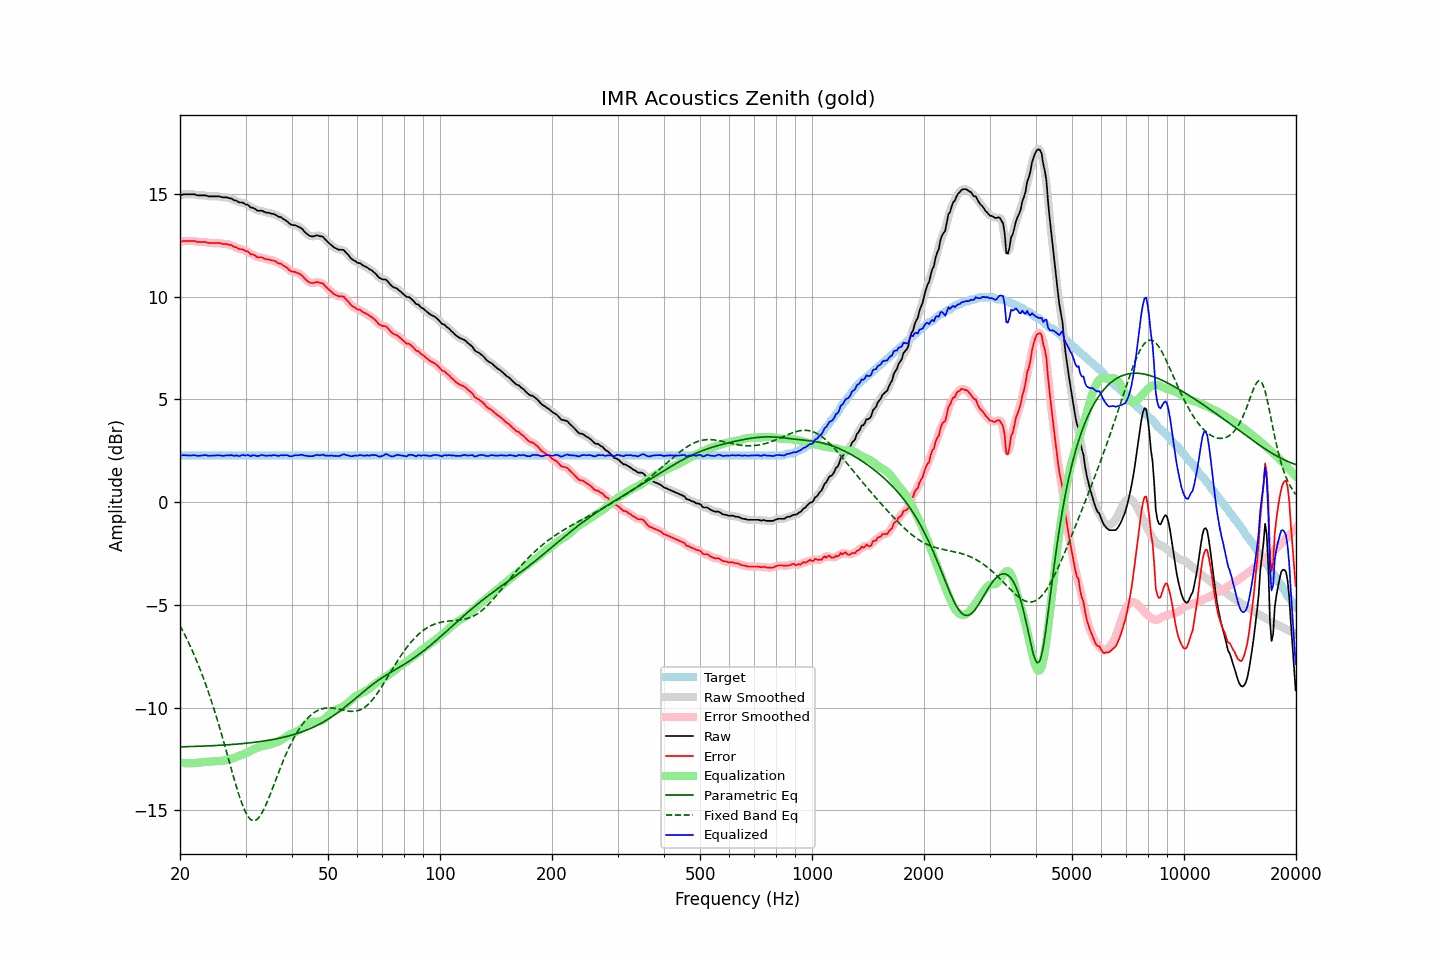 IMR Acoustics Zenith (gold)
Amplitude (dBr)
15
10
5
0
−5
−10
−15
Target
Raw Smoothed
Error Smoothed
Raw
Error
Equalization
Parametric Eq
Fixed Band Eq
Equalized
20
50
100
200
500
1000
2000
5000
10000
20000
Frequency (Hz)